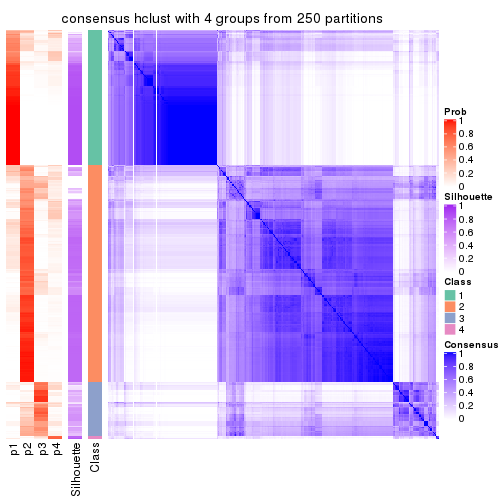 consensus hclust with 4 groups from 250 partitions
Prob
1
0.8
0.6
0.4
0.2
0
Silhouette
1
0.8
0.6
0.4
0.2
0
Class
1
2
3
4
Consensus
1
0.8
0.6
0.4
0.2
0
p1
p2
p3
p4
Silhouette
Class